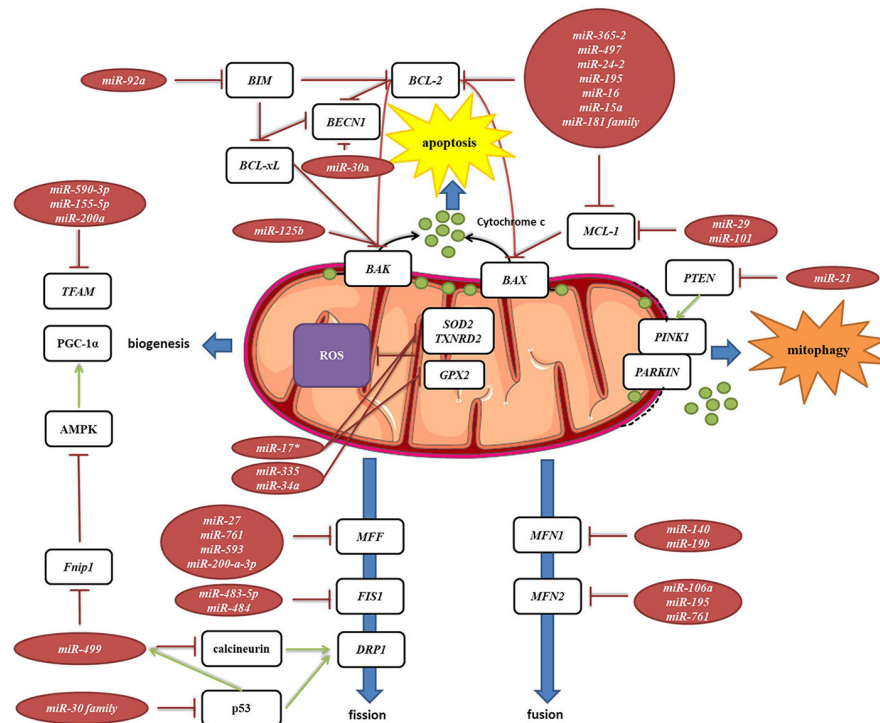 miR-365-2
miR-497
miR-24-2
miR-195
miR-16
miR-15a
miR-181 family
miR-92a
BIM
BCL-2
BECN1
BCL-xL
apoptosis
miR-30a
miR-590-3p
miR-155-5p
miR-200a
miR-125b
Cytochrome c
MCL-1
miR-29
miR-101
BAK
BAX
PTEN
miR-21
TFAM
PGC-1α
biogenesis
ROS
SOD2
TXNRD2
GPX2
PINK1
PARKIN
mitophagy
AMPK
miR-17*
miR-335
miR-34a
miR-27
miR-761
miR-593
miR-200-a-3p
MFF
MFN1
miR-140
miR-19b
Fnip1
miR-483-5p
miR-484
FIS1
MFN2
miR-106a
miR-195
miR-761
miR-499
calcineurin
DRP1
miR-30 family
p53
fission
fusion